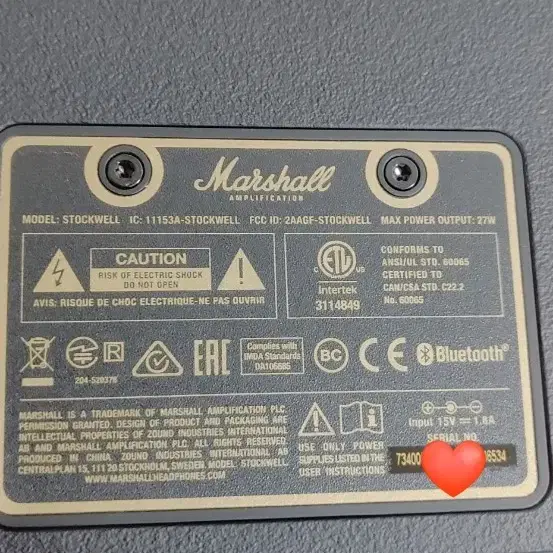 Marshall
AMPLIFICATION
MODEL: STOCKWELL IC: 11153A-STOCKWELL FCC ID: 2AAGF-STOCKWELL MAX POWER OUTPUT: 27W
CAUTION
RISK OF ELECTRIC SHOCK
DO NOT OPEN
AVIS: RISQUE DE CHOC ELECTRIQUE-NE PAS OUVRIR
C ETL US
Intertek
3114849
CONFORMS TO
ANSI/UL STD. 60065
CERTIFIED TO
CAN/CSA STD. C22.2
No. 60065
R
204-520378
EAC
Complies with
IMDA Standards
DA106685
BC
CE
Bluetooth®
MARSHALL IS A TRADEMARK OF MARSHALL AMPLIFICATION PLC.
PERMISSION GRANTED. DESIGN OF PRODUCT AND PACKAGING ARE
INTELLECTUAL PROPERTIES OF ZOUND INDUSTRIES INTERNATIONAL
AB AND MARSHALL AMPLIFICATION PLC. ALL RIGHTS RESERVED.
PRODUCED IN CHINA. ZOUND INDUSTRIES INTERNATIONAL AB
CENTRALPLAN 15, 111 20 STOCKHOLM, SWEDEN. MODEL: STOCKWELL
WWW.MARSHALLHEADPHONES.COM
USE ONLY POWER
SUPPLIES LISTED IN THE
USER INSTRUCTIONS
Input 15V 1.8A
SERIAL NO.
73400